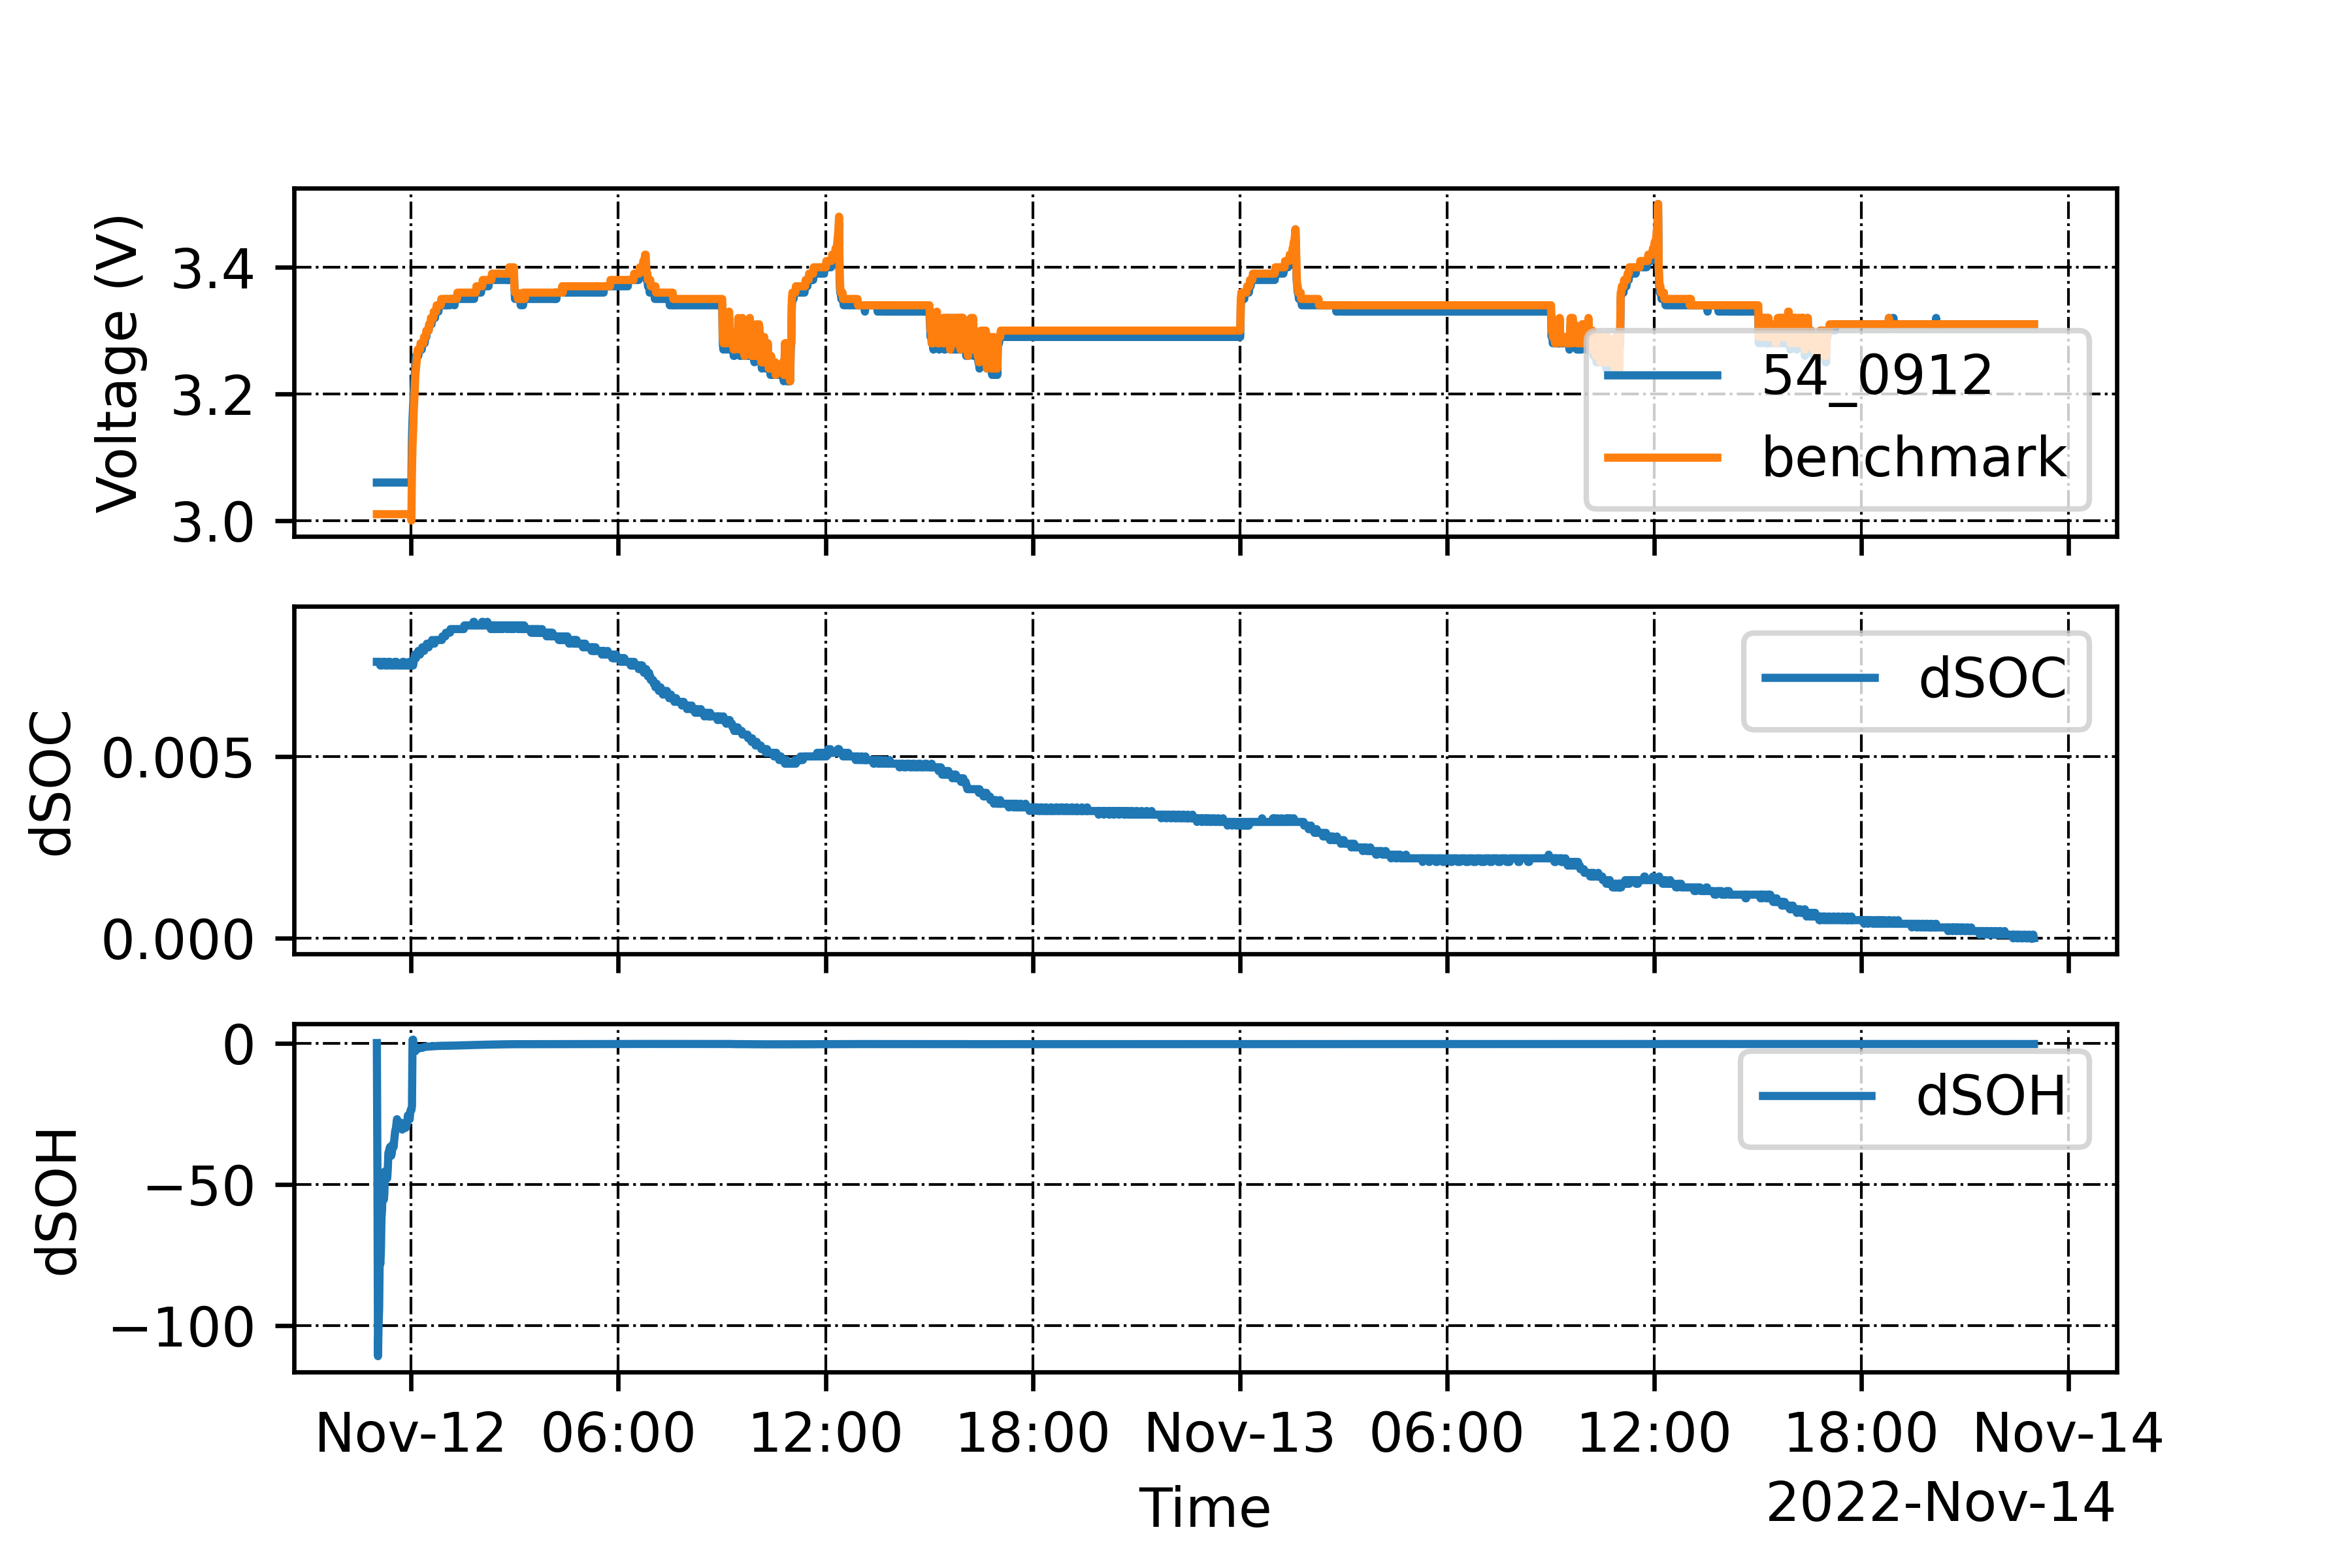 Voltage (V)
3.4
3.2
3.0
54_0912
benchmark
dSOC
0.005
0.000
dSOC
dSOH
0
−50
−100
dSOH
Nov-12 06:00 12:00 18:00 Nov-13 06:00 12:00 18:00 Nov-14
Time
2022-Nov-14